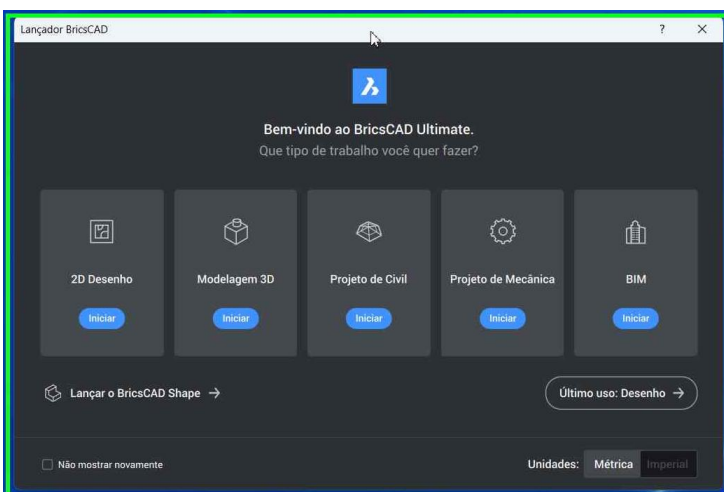 Lançador BricsCAD
Bem-vindo ao BricsCAD Ultimate.
Que tipo de trabalho você quer fazer?
2D Desenho
Modelagem 3D
Projeto de Civil
Projeto de Mecânica
BIM
Iniciar
Iniciar
Iniciar
Iniciar
Iniciar
Lançar o BricsCAD Shape →
Último uso: Desenho →
Não mostrar novamente
Unidades: Métrica Imperial